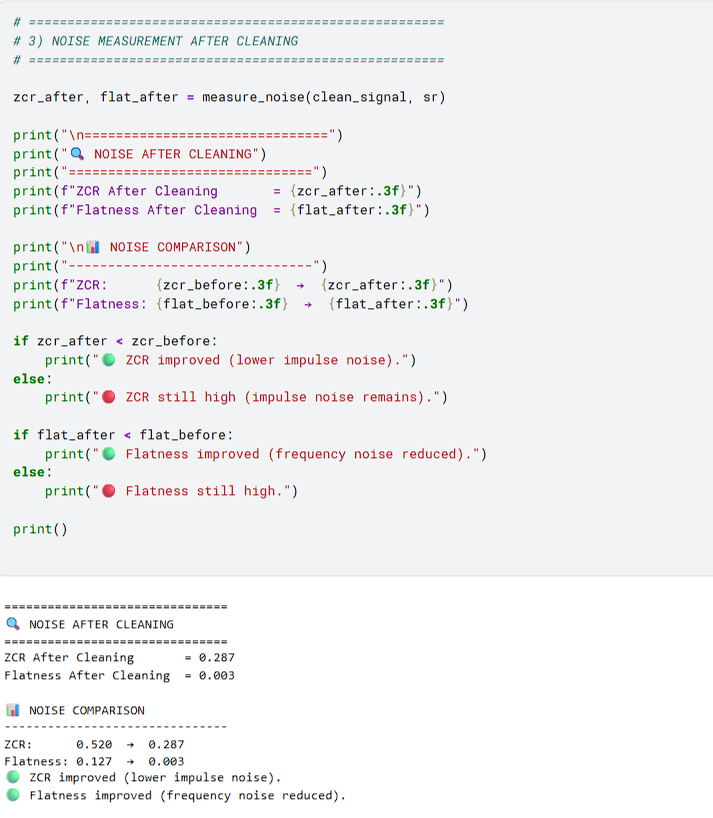 # ======================================================
# 3) NOISE MEASUREMENT AFTER CLEANING
# ======================================================
zcr_after, flat_after = measure_noise(clean_signal, sr)
print("\n===============================")
print("🔍 NOISE AFTER CLEANING")
print("===============================")
print(f"ZCR After Cleaning       = {zcr_after:.3f}")
print(f"Flatness After Cleaning  = {flat_after:.3f}")
print("\n📊 NOISE COMPARISON")
print("-------------------------------")
print(f"ZCR:      {zcr_before:.3f}  →  {zcr_after:.3f}")
print(f"Flatness: {flat_before:.3f}  →  {flat_after:.3f}")
if zcr_after < zcr_before:
    print("🟢 ZCR improved (lower impulse noise).")
else:
    print("🔴 ZCR still high (impulse noise remains).")
if flat_after < flat_before:
    print("🟢 Flatness improved (frequency noise reduced).")
else:
    print("🔴 Flatness still high.")
print()
===============================
🔍 NOISE AFTER CLEANING
===============================
ZCR After Cleaning       = 0.287
Flatness After Cleaning  = 0.003
📊 NOISE COMPARISON
-------------------------------
ZCR:      0.520  →  0.287
Flatness: 0.127  →  0.003
🟢 ZCR improved (lower impulse noise).
🟢 Flatness improved (frequency noise reduced).